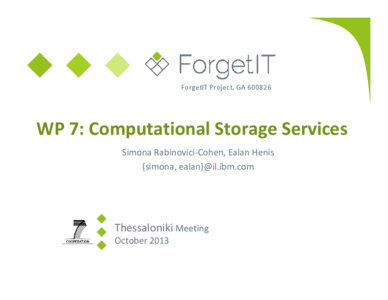 ForgetIT
ForgetIT Project, GA 600826
WP 7: Computational Storage Services
Simona Rabinovici-Cohen, Ealan Henis
{simona, ealan}@il.ibm.com
7
COOPERATION
Thessaloniki Meeting
October 2013